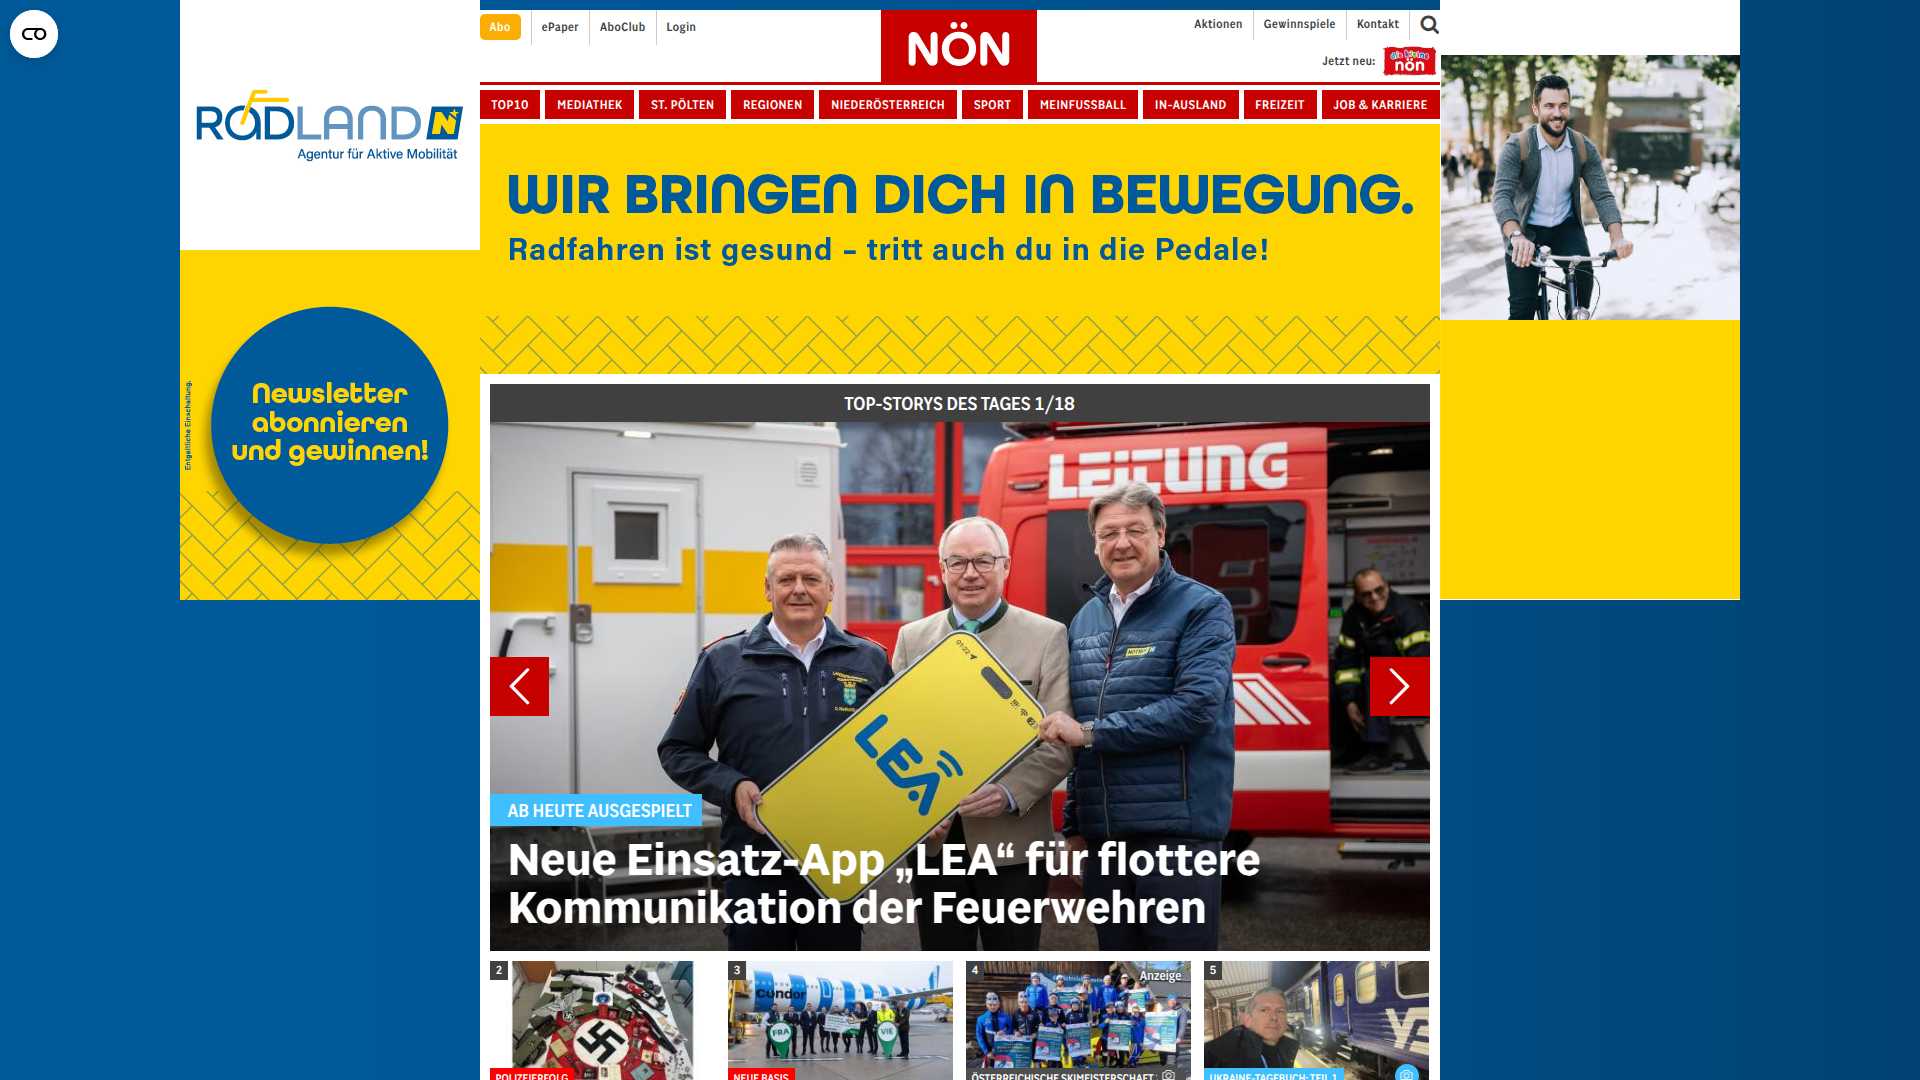 CO
Abo
ePaper
AboClub
Login
NÖN
Aktionen
Gewinnspiele
Kontakt
Jetzt neu:
die kleine
nön
TOP10
MEDIATHEK
ST. PÖLTEN
REGIONEN
NIEDERÖSTERREICH
SPORT
MEINFUSSBALL
IN-AUSLAND
FREIZEIT
JOB & KARRIERE
RADLAND N
Agentur für Aktive Mobilität
WIR BRINGEN DICH IN BEWEGUNG.
Radfahren ist gesund – tritt auch du in die Pedale!
Entgeltliche Einschaltung.
Newsletter
abonnieren
und gewinnen!
TOP-STORYS DES TAGES 1/18
LEITUNG
01:22
LEA
AB HEUTE AUSGESPIELT
Neue Einsatz-App „LEA“ für flottere
Kommunikation der Feuerwehren
2
3
4
5
Anzeige
Condor
FRA
VIE
POLIZEIERFOLG
NEUE BASIS
ÖSTERREICHISCHE SKIMEISTERSCHAFT
UKRAINE-TAGEBUCH: TEIL 1